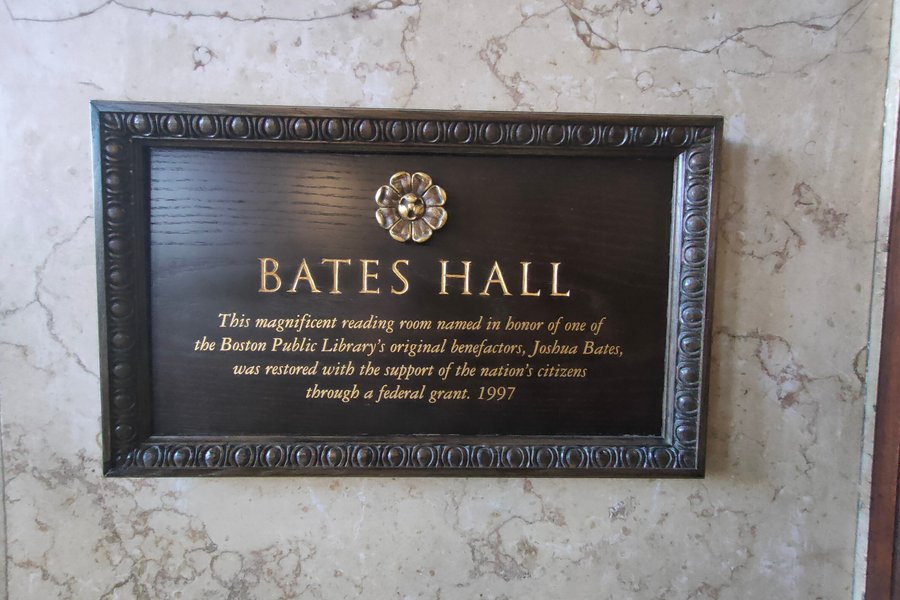 BATES HALL
This magnificent reading room named in honor of one of
the Boston Public Library's original benefactors, Joshua Bates,
was restored with the support of the nation's citizens
through a federal grant. 1997